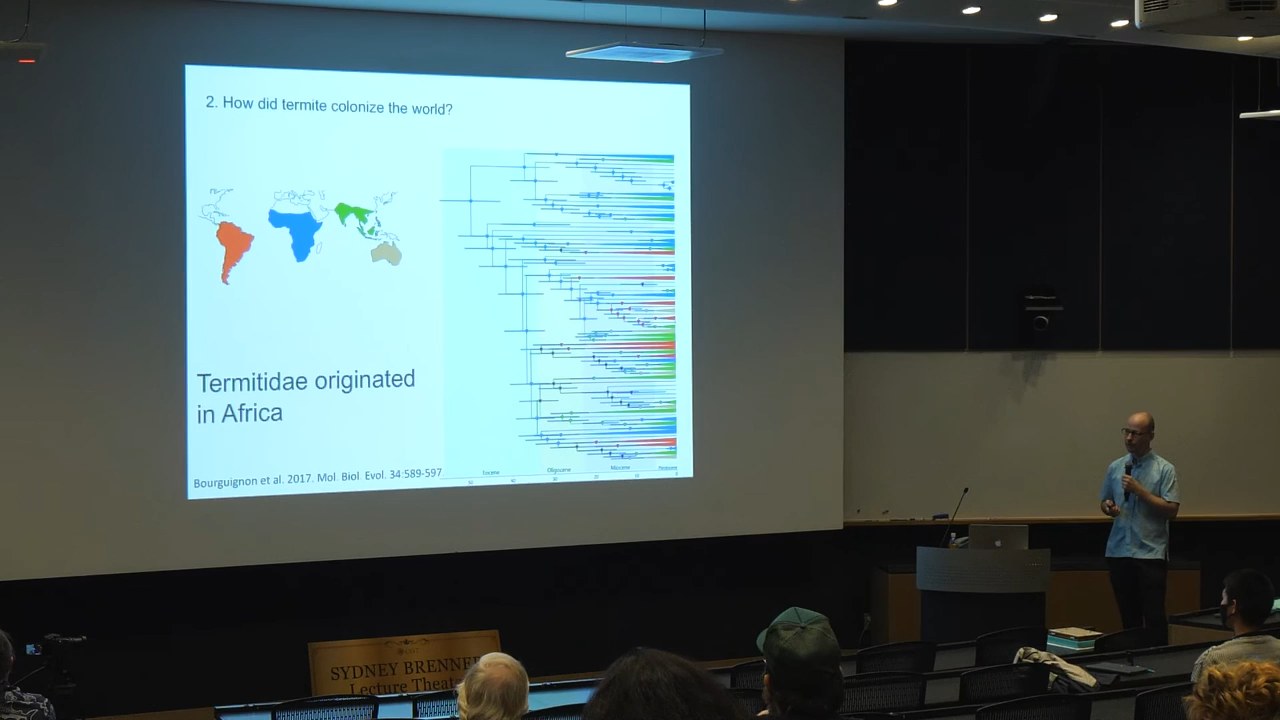 2. How did termite colonize the world?
Termitidae originated
in Africa
Bourguignon et al. 2017. Mol. Biol. Evol. 34:589-597
Eocene Oligocene Miocene
SYDNEY BRENNER
Lecture